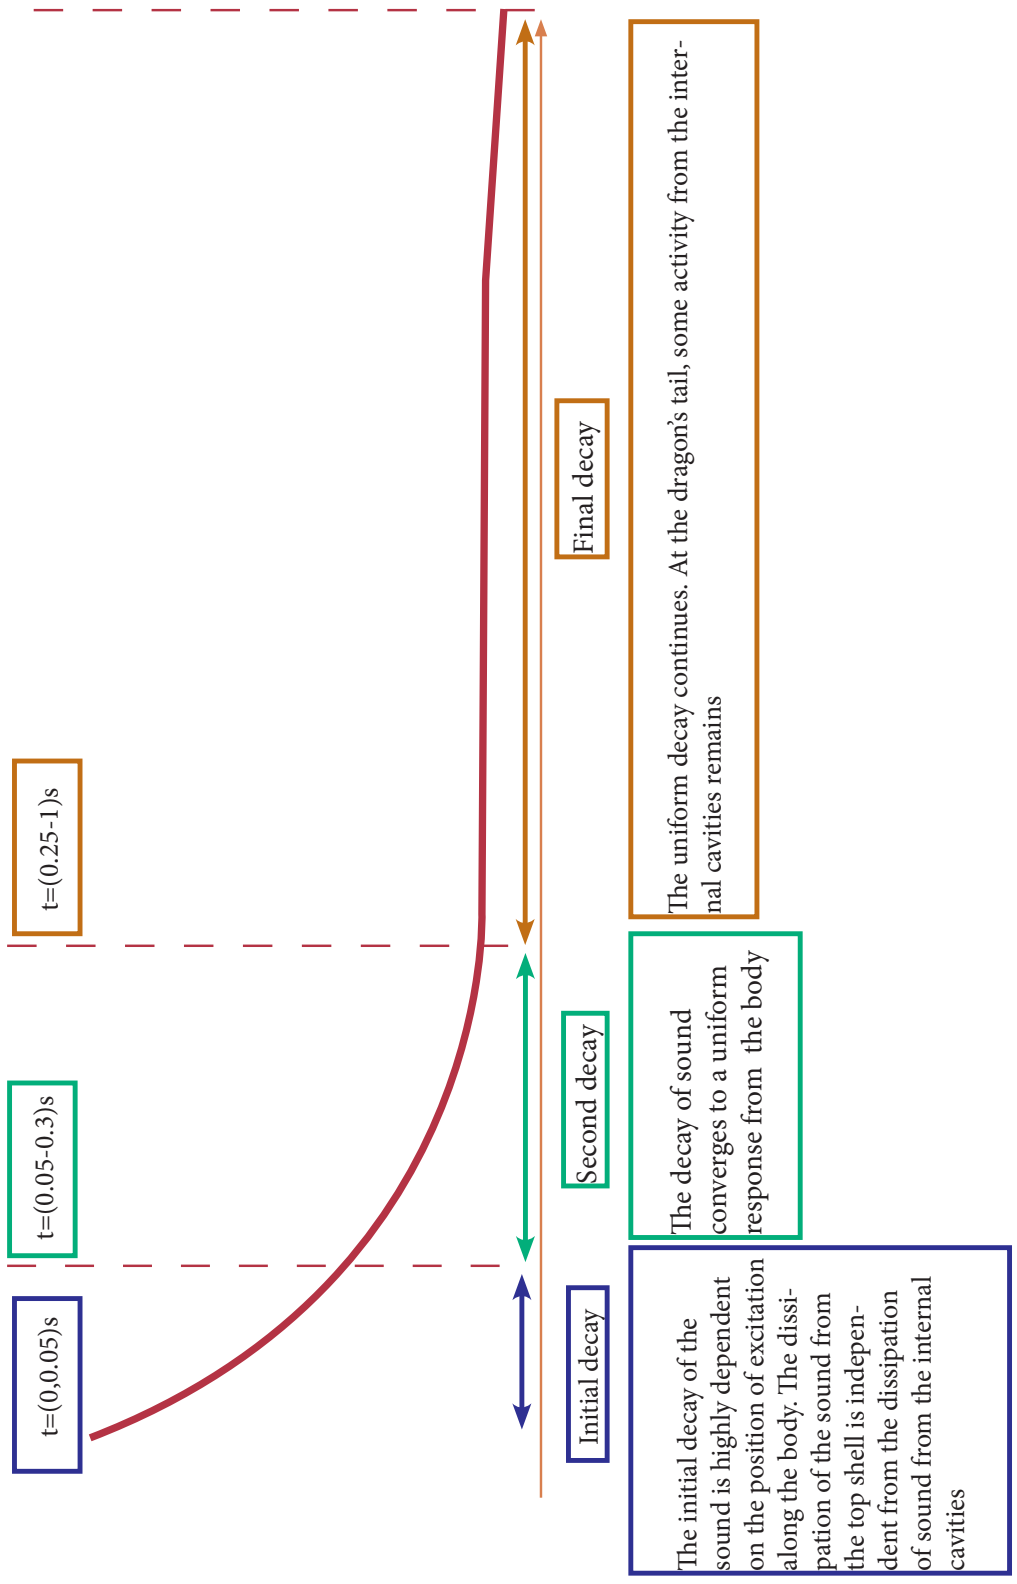 t=(0,0.05)s
t=(0.05-0.3)s
t=(0.25-1)s
Initial decay
Second decay
Final decay
The initial decay of the
sound is highly dependent
on the position of excitation
along the body. The dissi-
pation of the sound from
the top shell is indepen-
dent from the dissipation
of sound from the internal
cavities
The decay of sound
converges to a uniform
response from the body
The uniform decay continues. At the dragon's tail, some activity from the inter-
nal cavities remains